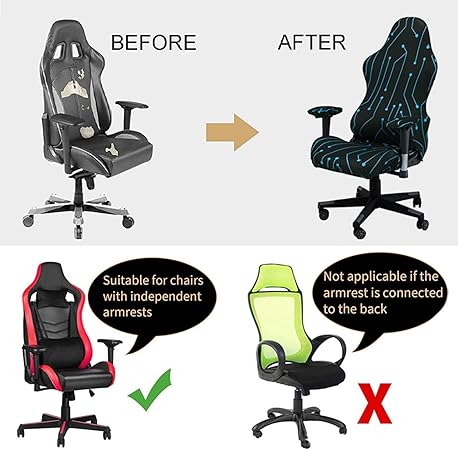 BEFORE
AFTER
Suitable for chairs
with independent
armrests
Not applicable if the
armrest is connected
to the back